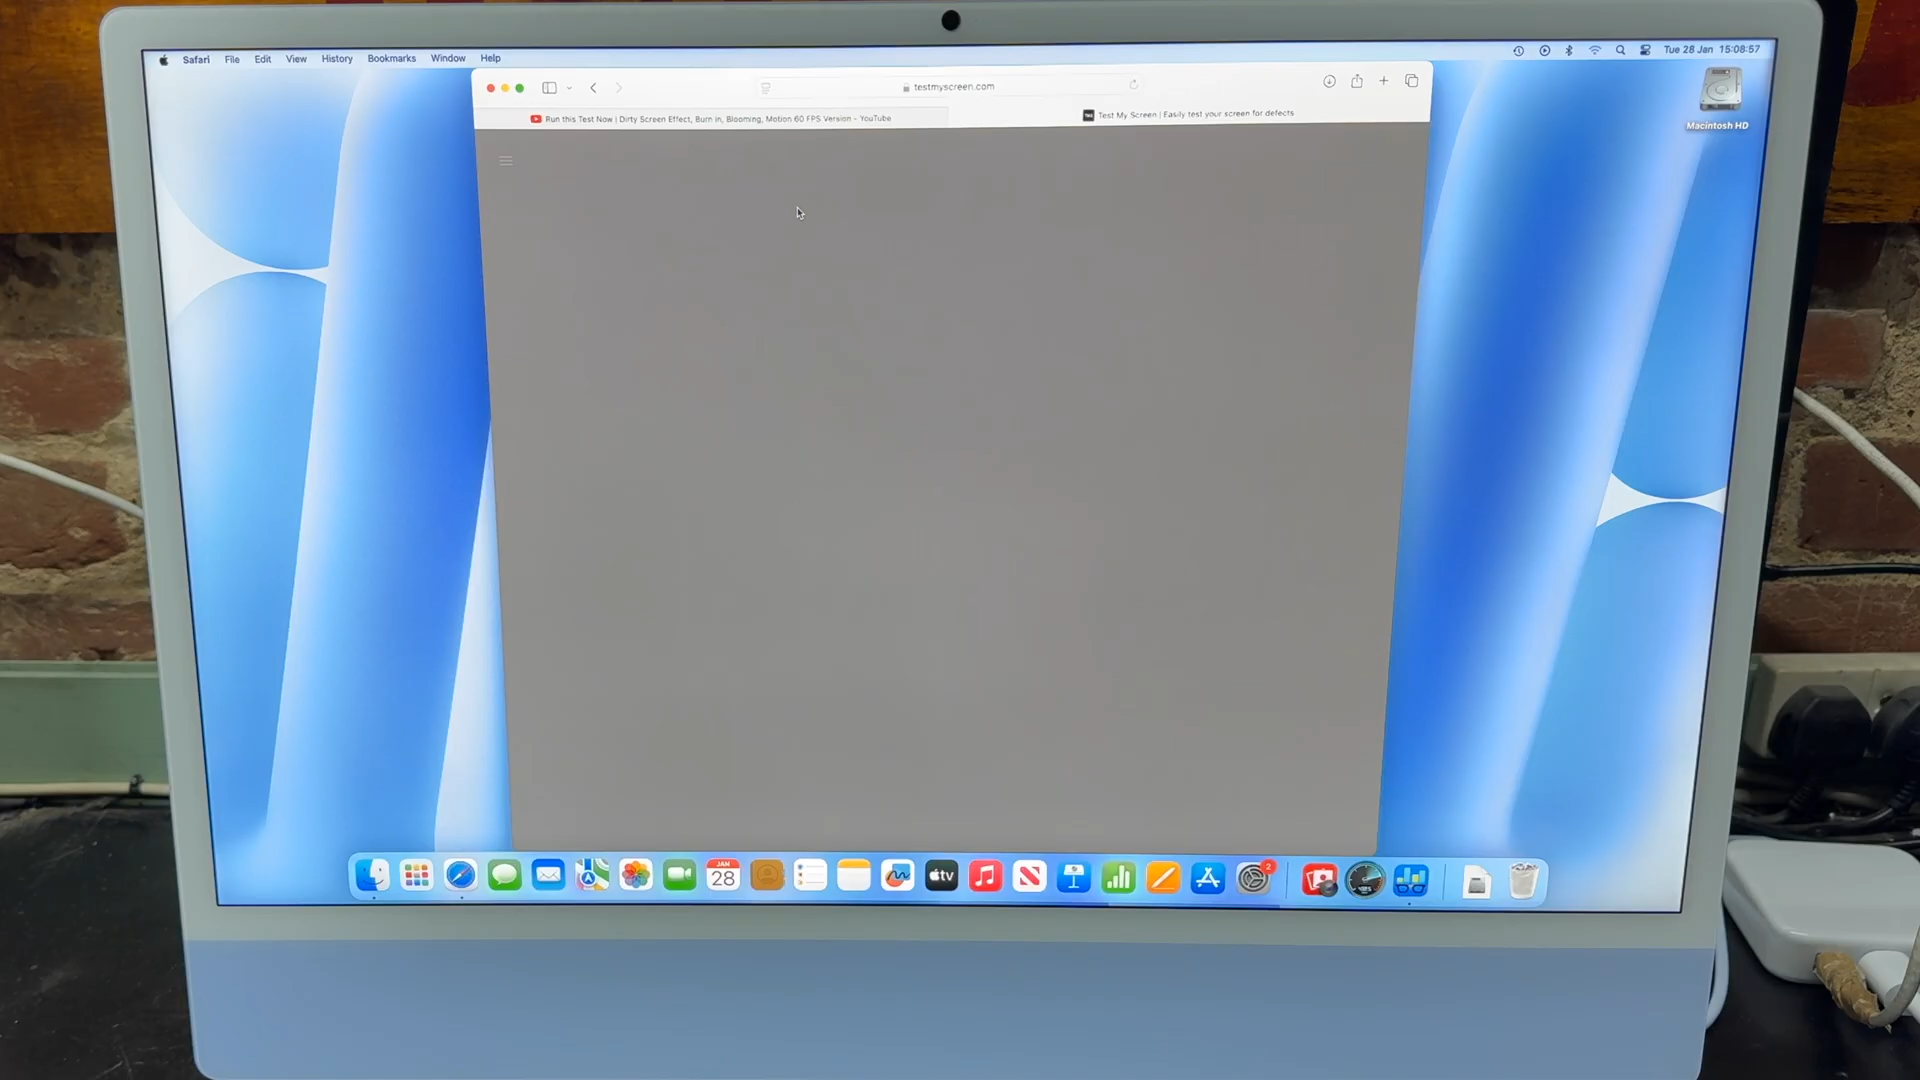 Safari File Edit View History Bookmarks Window Help
Tue 28 Jan 15:08:57
testmyscreen.com
Run this Test Now | Dirty Screen Effect, Burn in, Blooming, Motion 60 FPS Version - YouTube
Test My Screen | Easily test your screen for defects
Macintosh HD
JAN
28
tv
2